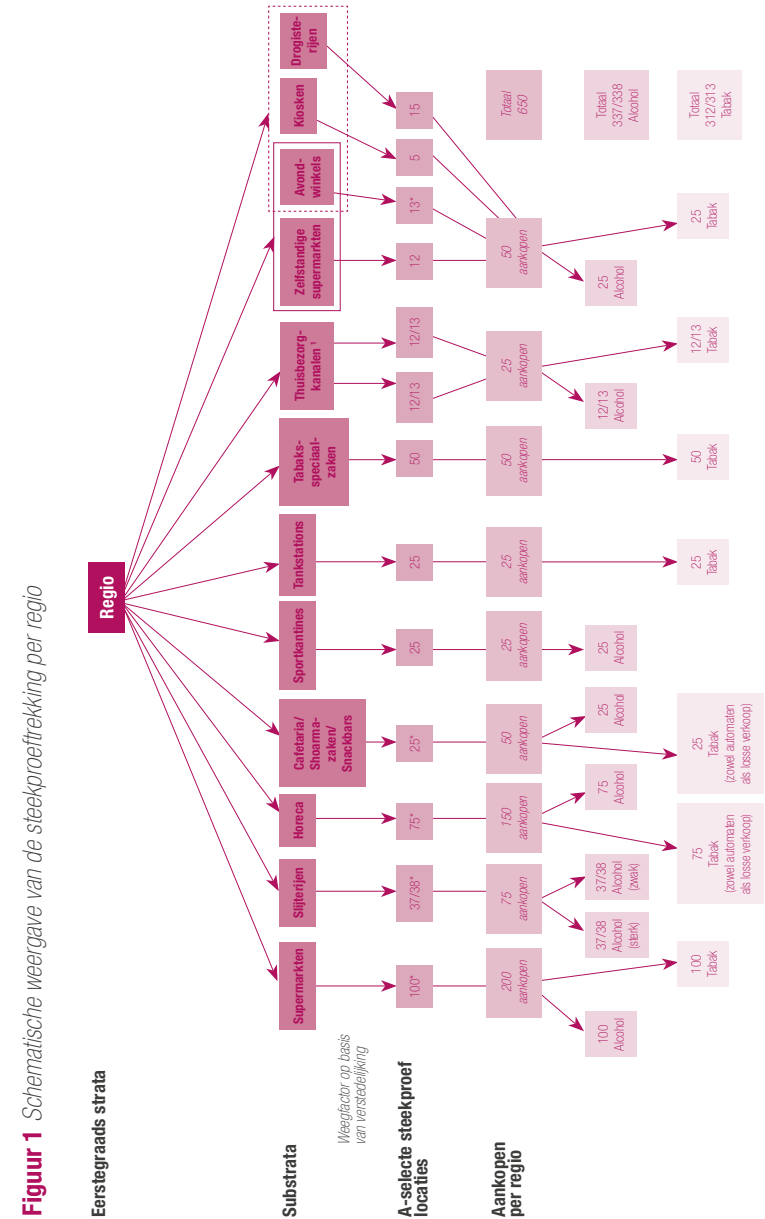 Figuur 1 Schematische weergave van de steekproeftrekking per regio
Eerstegraads strata
Regio
Substrata
Supermarkten
Slijterijen
Horeca
Cafetaria/
Shoarma-
zaken/
Snackbars
Sportkantines
Tankstations
Tabaks-
speciaal-
zaken
Thuisbezorg-
kanalen ¹
Zelfstandige
supermarkten
Avond-
winkels
Kiosken
Drogiste-
rijen
Weegfactor op basis
van verstedelijking
A-selecte steekproef
locaties
100*
37/38*
75*
25*
25
25
50
12/13
12/13
12
13*
5
15
Aankopen
per regio
200
aankopen
75
aankopen
150
aankopen
50
aankopen
25
aankopen
25
aankopen
50
aankopen
25
aankopen
50
aankopen
Totaal
650
100
Alcohol
37/38
Alcohol
(sterk)
37/38
Alcohol
(zwak)
75
Alcohol
25
Alcohol
25
Alcohol
12/13
Alcohol
25
Alcohol
Totaal
337/338
Alcohol
100
Tabak
75
Tabak
(zowel automaten
als losse verkoop)
25
Tabak
(zowel automaten
als losse verkoop)
25
Tabak
50
Tabak
12/13
Tabak
25
Tabak
Totaal
312/313
Tabak